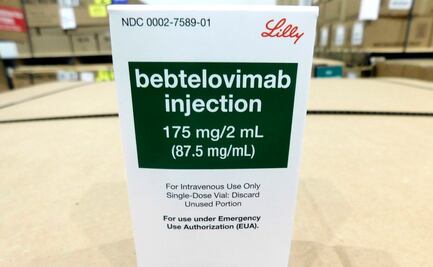 NDC 0002-7589-01
Lilly
bebtelovimab
injection
175 mg/2 mL
(87.5 mg/mL)
For Intravenous Use Only
Single-Dose Vial: Discard
Unused Portion
For use under Emergency
Use Authorization (EUA).